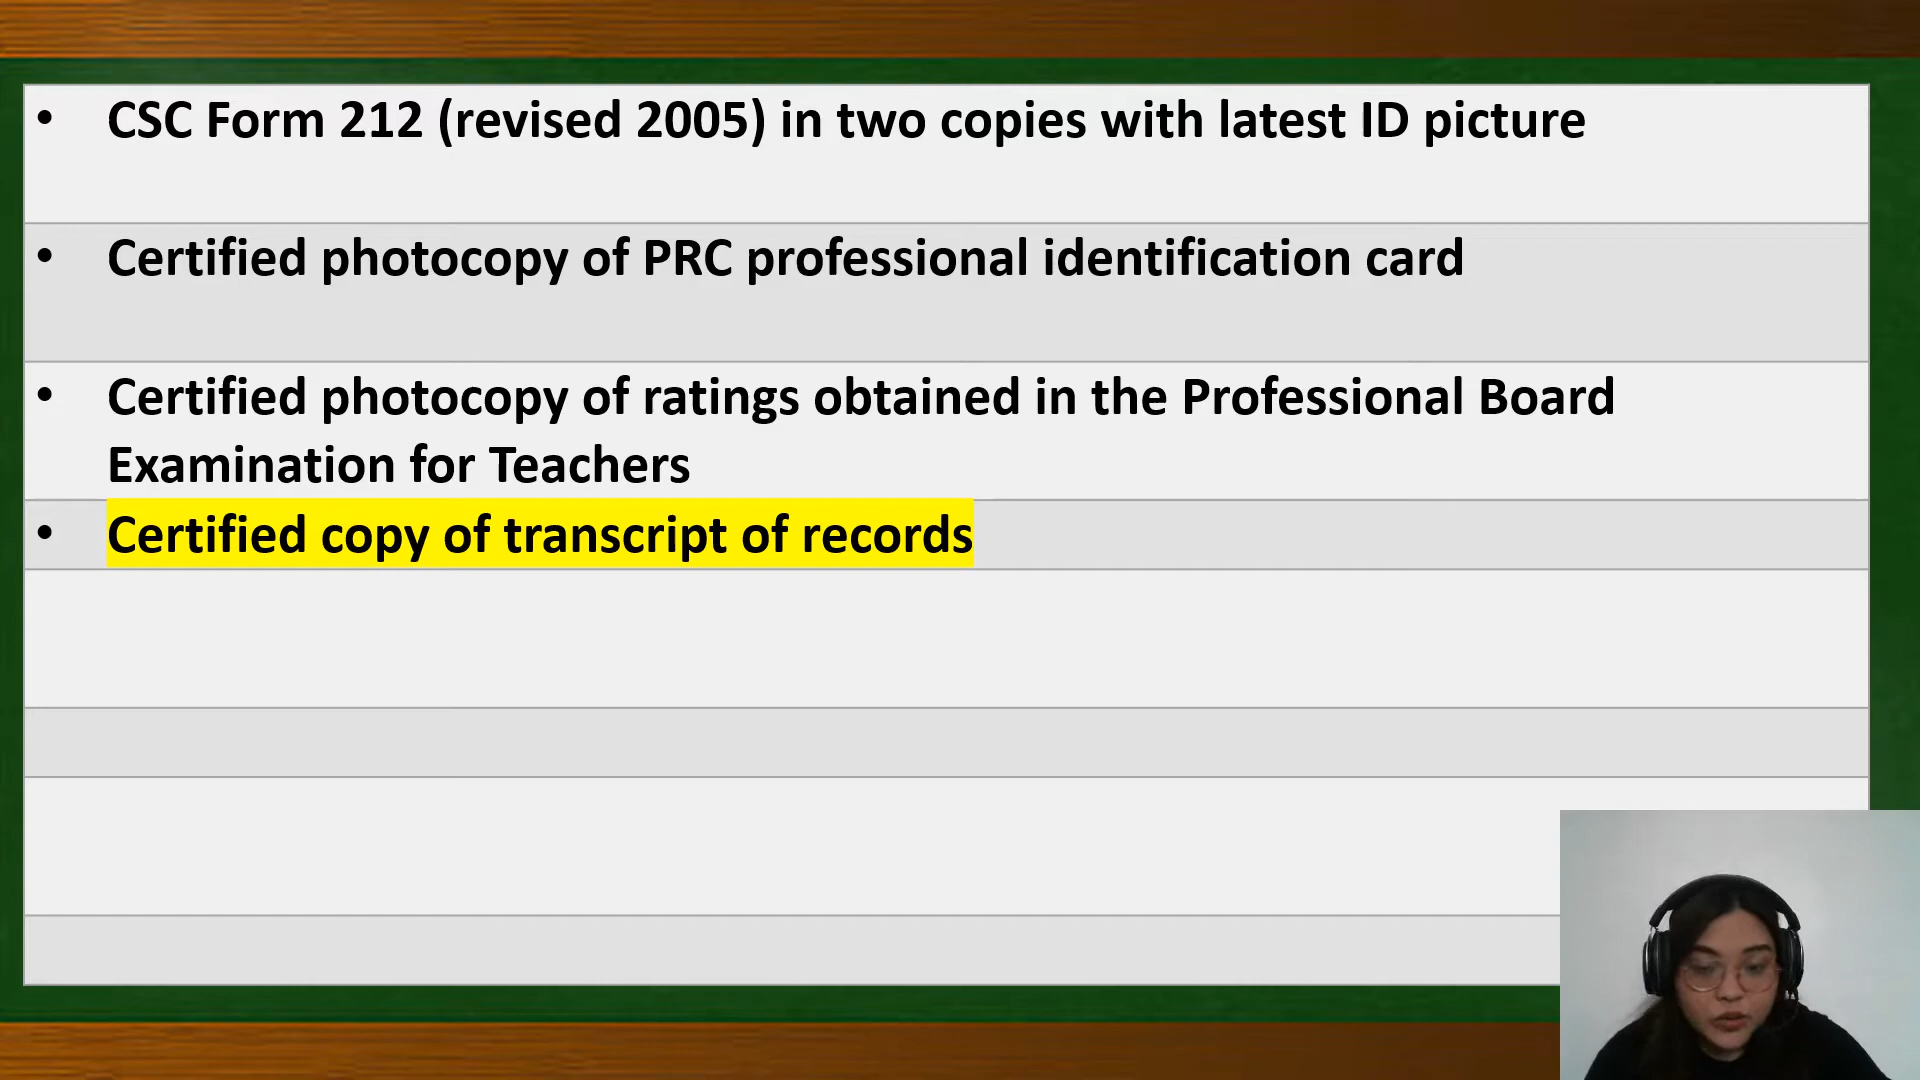 • CSC Form 212 (revised 2005) in two copies with latest ID picture
• Certified photocopy of PRC professional identification card
• Certified photocopy of ratings obtained in the Professional Board
Examination for Teachers
• Certified copy of transcript of records